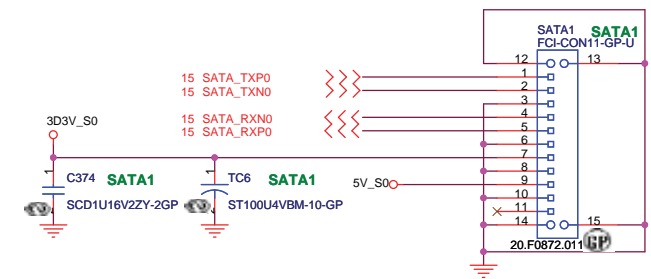 SATA1 SATA1
FCI-CON11-GP-U
12 13
15 SATA_TXP0 1
15 SATA_TXN0 2
3
15 SATA_RXN0 4
15 SATA_RXP0 5
3D3V_S0 6
7
1 C374 SATA1 1 TC6 SATA1 8
5V_S0 9
SCD1U16V2ZY-2GP ST100U4VBM-10-GP 10
11
14 15
20.F0872.011 GP